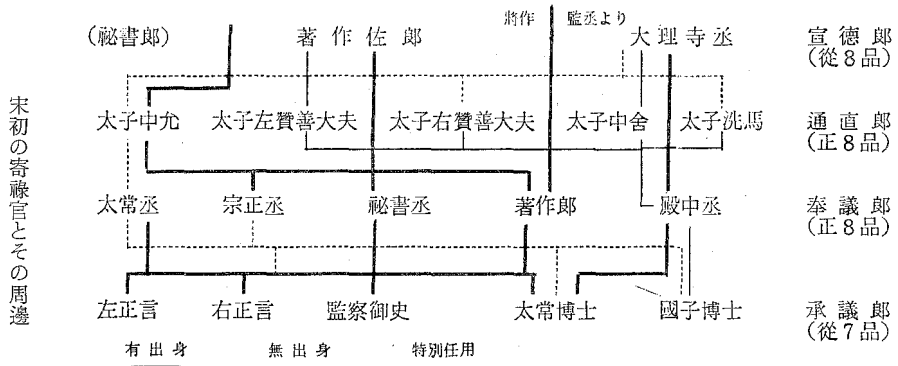 將作 監丞より
(祕書郎) 著作佐郎 大理寺丞 宣德郎
(從8品)
太子中允 太子左贊善大夫 太子右贊善大夫 太子中舍 太子洗馬 通直郎
(正8品)
太常丞 宗正丞 祕書丞 著作郎 殿中丞 奉議郎
(正8品)
左正言 右正言 監察御史 太常博士 國子博士 承議郎
(從7品)
有出身 無出身 特別任用
宋初の寄祿官とその周邊